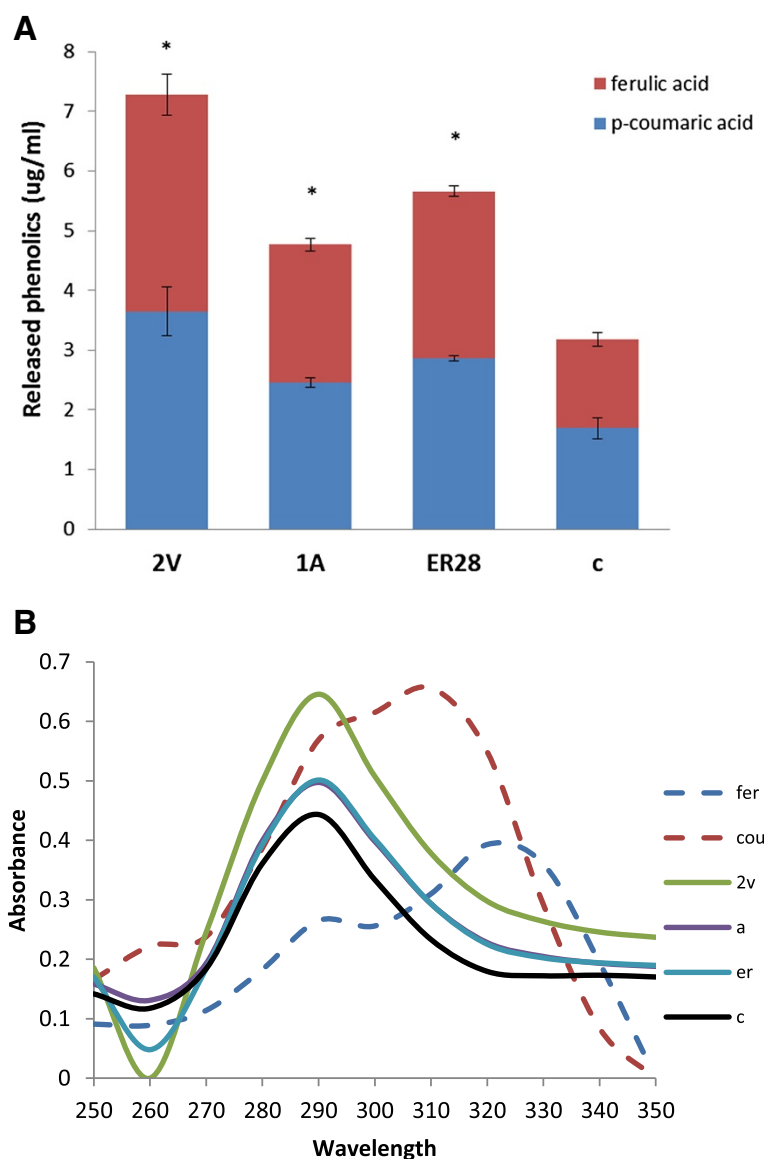 A
*
*
*
8
7
6
5
4
3
2
1
0
Released phenolics (ug/ml)
ferulic acid
p-coumaric acid
2V 1A ER28 c
B
0.7
0.6
0.5
0.4
0.3
0.2
0.1
0
Absorbance
fer
cou
2v
a
er
c
250 260 270 280 290 300 310 320 330 340 350
Wavelength